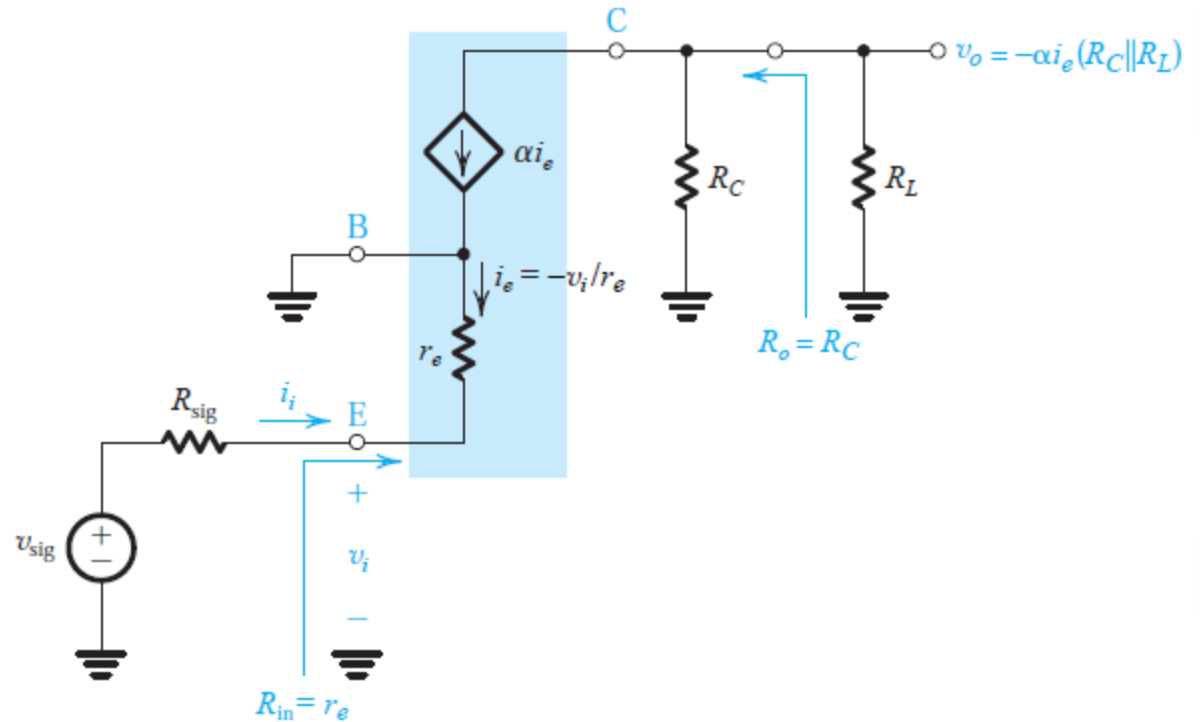 C
v_o = −αi_e(R_C||R_L)
αi_e
R_C
R_L
B
i_e = −v_i/r_e
R_o = R_C
r_e
R_sig
i_i
E
+
+
−
v_sig
v_i
−
R_in = r_e